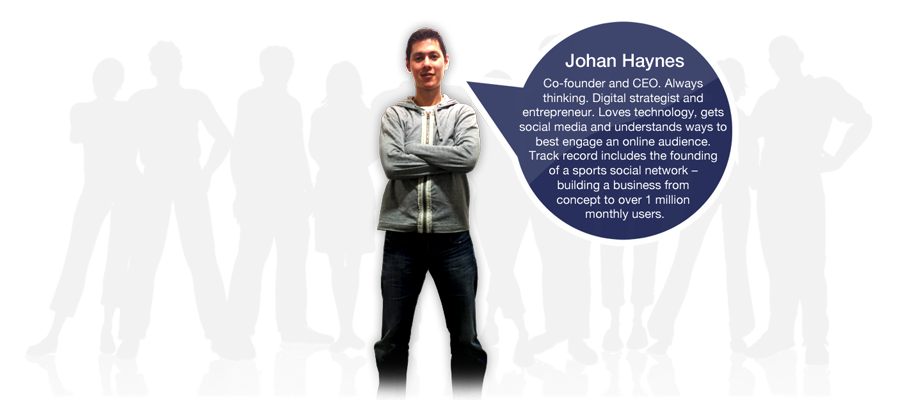 Johan Haynes
Co-founder and CEO. Always
thinking. Digital strategist and
entrepreneur. Loves technology, gets
social media and understands ways to
best engage an online audience.
Track record includes the founding
of a sports social network –
building a business from
concept to over 1 million
monthly users.